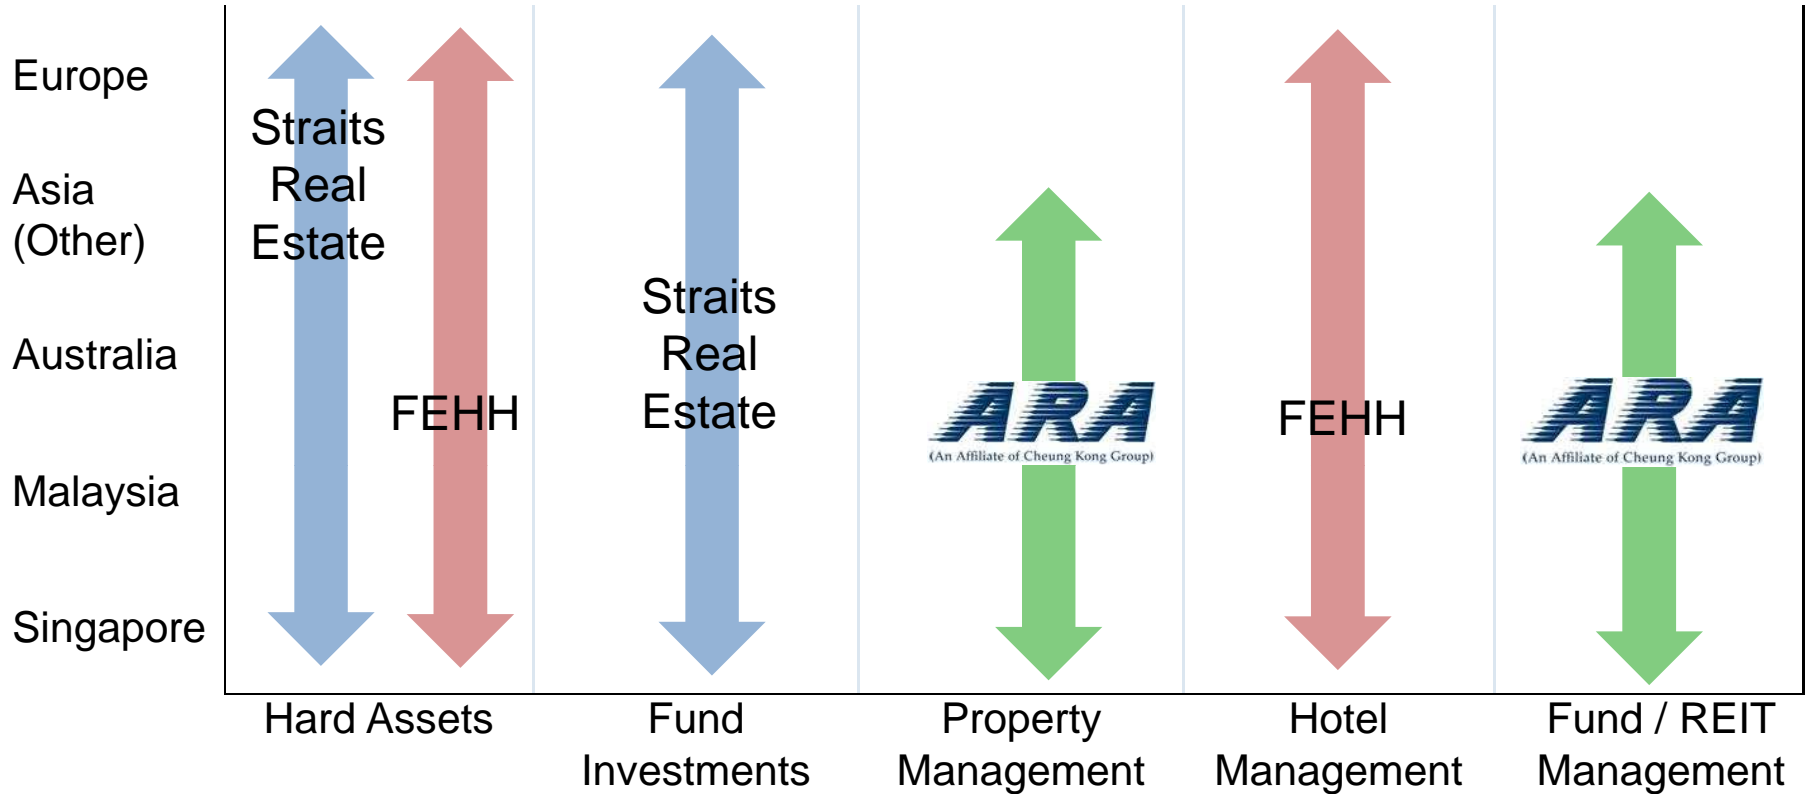 Europe
Asia
(Other)
Australia
Malaysia
Singapore
Straits
Real
Estate
FEHH
Straits
Real
Estate
ARA
(An Affiliate of Cheung Kong Group)
FEHH
ARA
(An Affiliate of Cheung Kong Group)
Hard Assets
Fund
Investments
Property
Management
Hotel
Management
Fund / REIT
Management